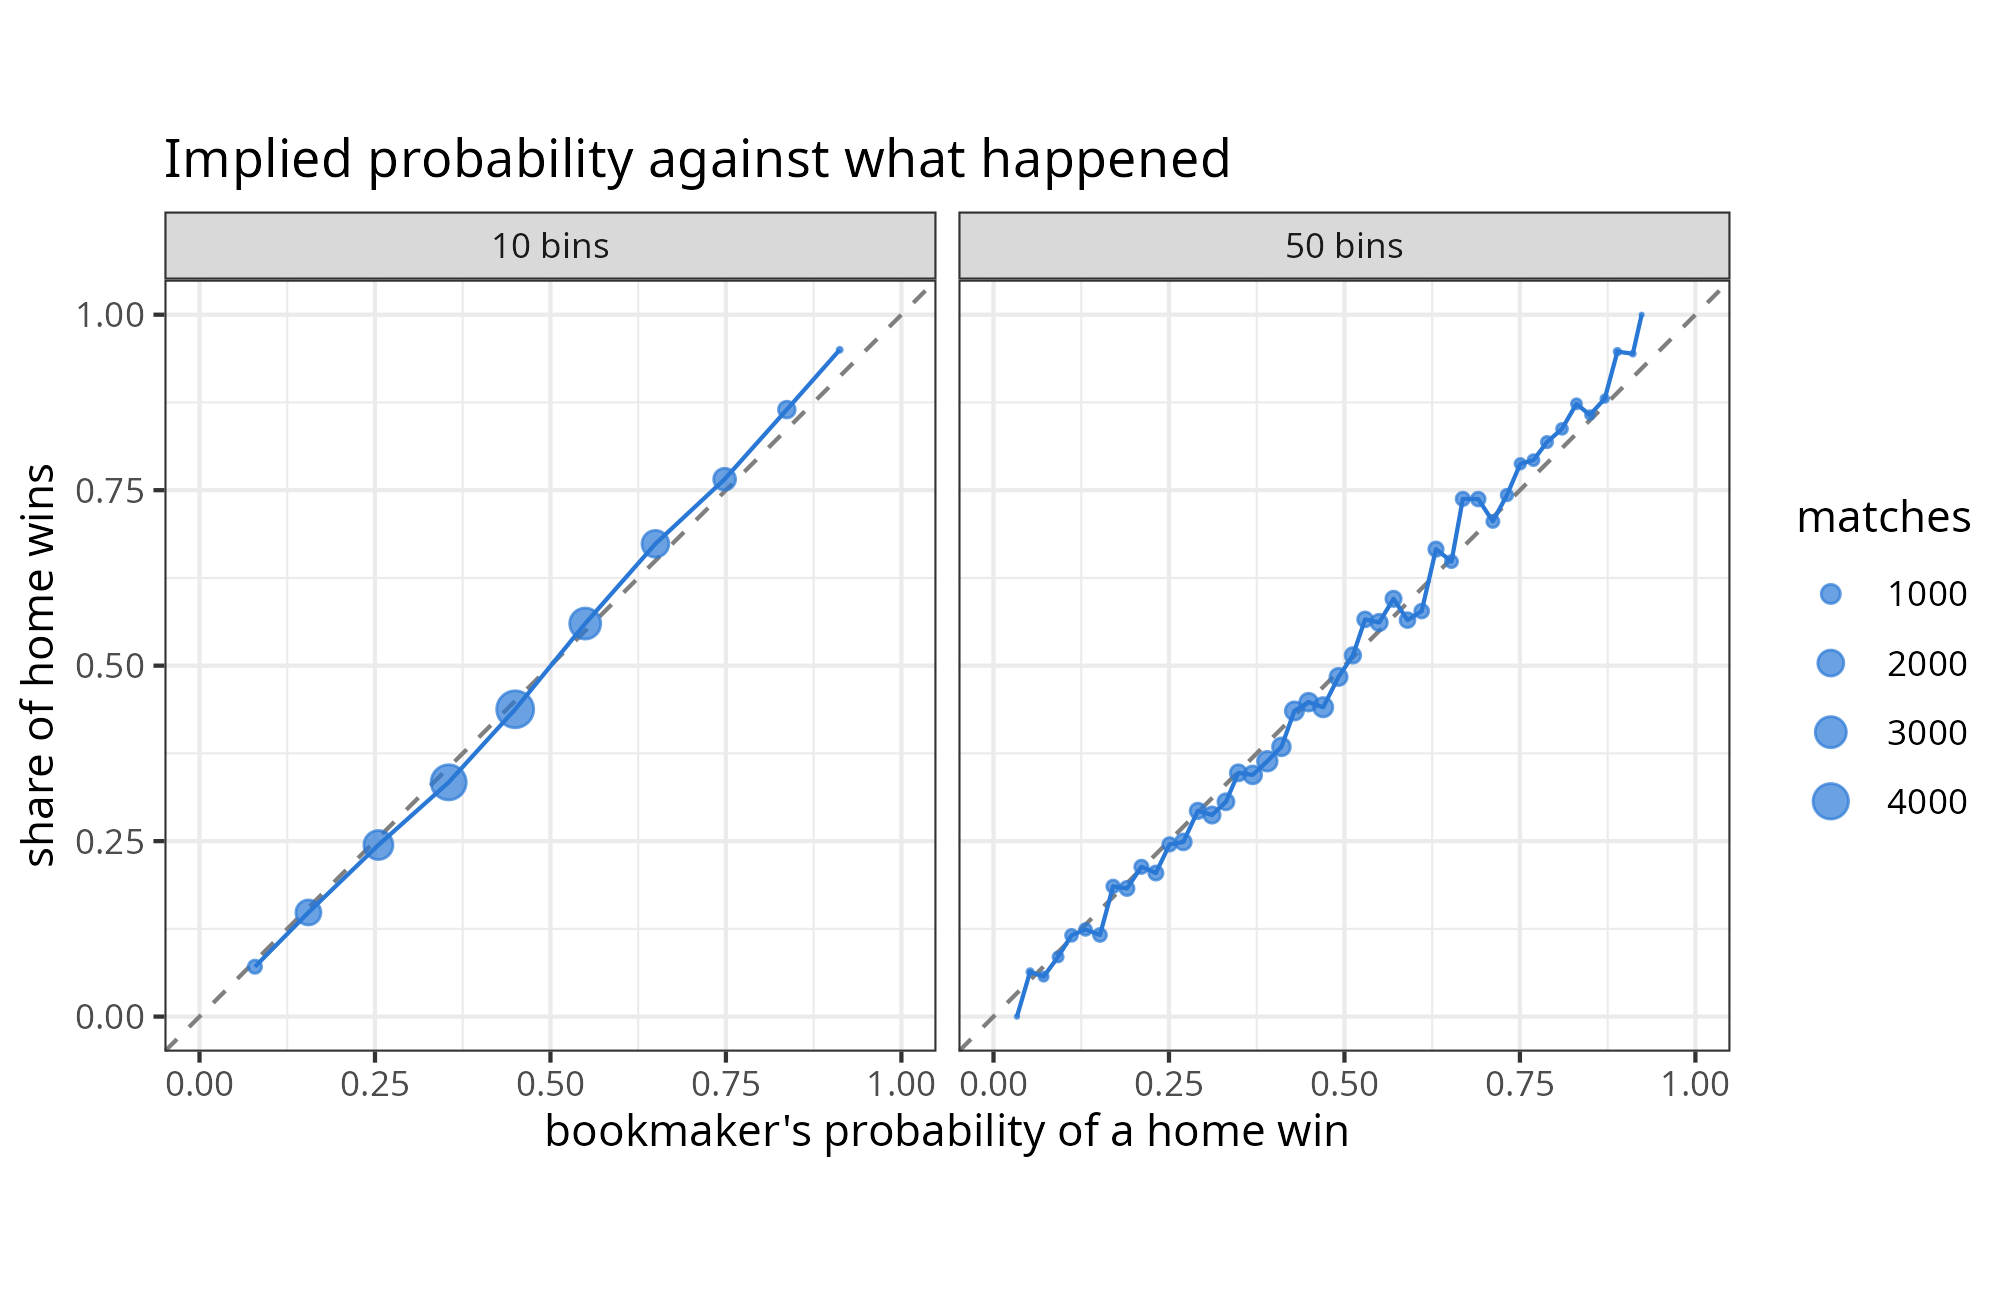 Implied probability against what happened
10 bins
50 bins
share of home wins
1.00
0.75
0.50
0.25
0.00
0.00 0.25 0.50 0.75 1.00
0.00 0.25 0.50 0.75 1.00
bookmaker's probability of a home win
matches
1000
2000
3000
4000